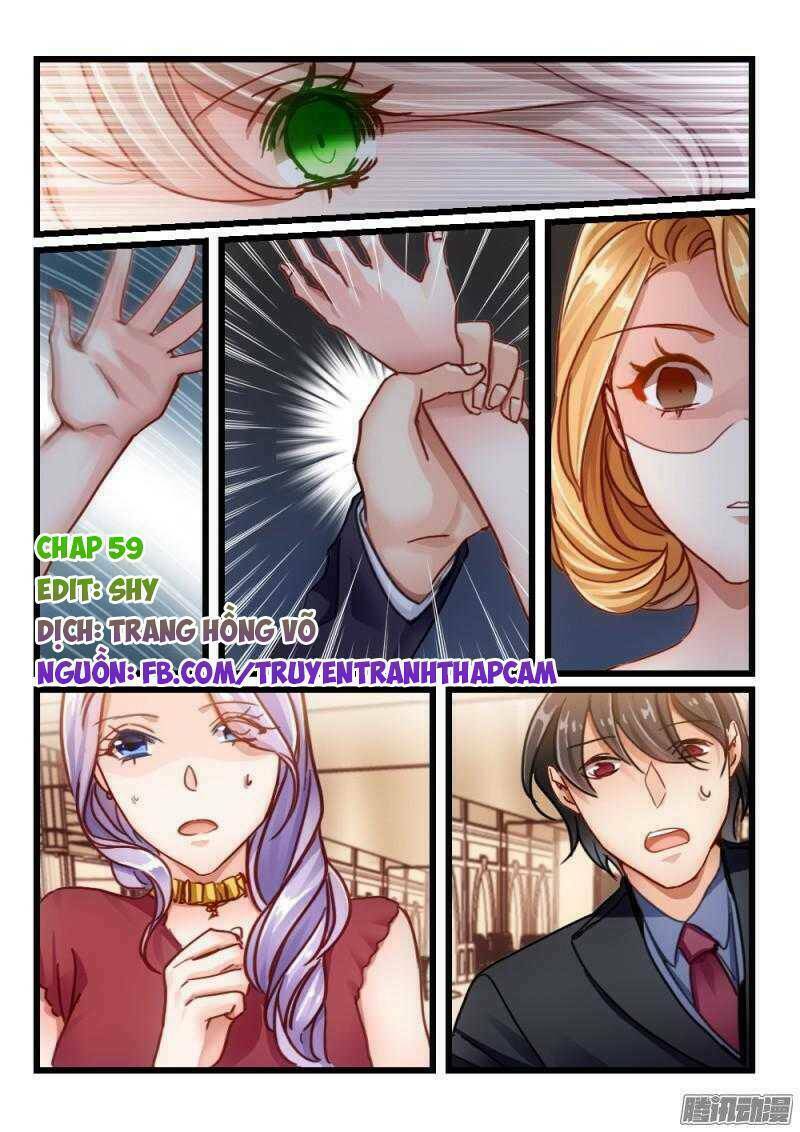 CHAP 59
EDIT: SHY
DỊCH: TRANG HỒNG VÕ
NGUỒN: FB.COM/TRUYENTRANHTHAPCAM
腾讯动漫